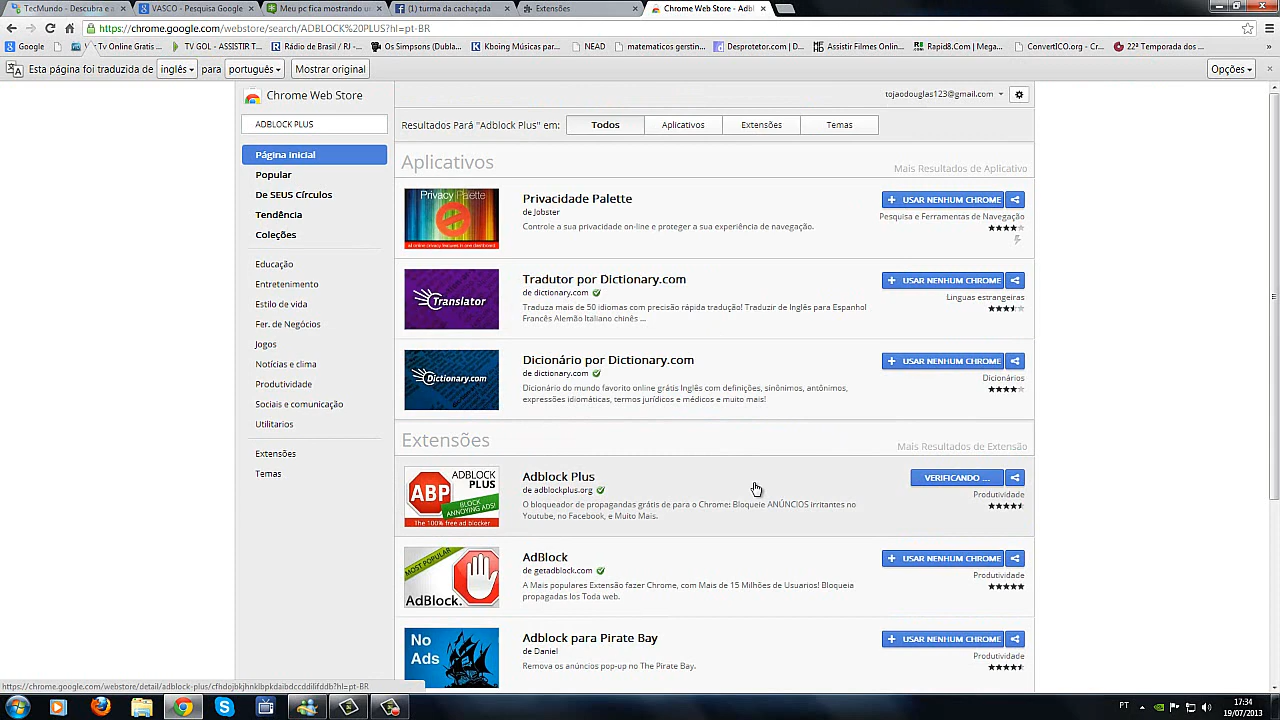 TecMundo - Descubra e a
VASCO - Pesquisa Google
Meu pc fica mostrando u
(1) turma da cachaçada
Extensões
Chrome Web Store - Adbl
https://chrome.google.com/webstore/search/ADBLOCK%20PLUS?hl=pt-BR
Google
Tv Online Gratis ...
TV GOL - ASSISTIR T...
Rádio de Brasil / RJ -...
Os Simpsons (Dubla...
Kboing Músicas par...
NEAD
matematicos gerstin...
Desprotetor.com | D...
Assistir Filmes Onlin...
Rapid8.Com | Mega...
ConvertICO.org - Cr...
22ª Temporada dos ...
Esta página foi traduzida de inglês para português Mostrar original Opções
Chrome Web Store
tojaodouglas123@gmail.com
ADBLOCK PLUS
Resultados Pará "Adblock Plus" em: Todos Aplicativos Extensões Temas
Página Inicial
Popular
De SEUS Círculos
Tendência
Coleções
Educação
Entretenimento
Estilo de vida
Fer. de Negócios
Jogos
Notícias e clima
Produtividade
Sociais e comunicação
Utilitarios
Extensões
Temas
Aplicativos
Mais Resultados de Aplicativo
Privacy Palette
Privacidade Palette
de Jobster
Controle a sua privacidade on-line e proteger a sua experiência de navegação.
USAR NENHUM CHROME
Pesquisa e Ferramentas de Navegação
Translator
Tradutor por Dictionary.com
de dictionary.com
Traduza mais de 50 idiomas com precisão rápida tradução! Traduzir de Inglês para Espanhol
Francês Alemão Italiano chinês ...
USAR NENHUM CHROME
Línguas estrangeiras
Dictionary.com
Dicionário por Dictionary.com
de dictionary.com
Dicionário do mundo favorito online grátis Inglês com definições, sinônimos, antônimos,
expressões idiomáticas, termos jurídicos e médicos e muito mais!
USAR NENHUM CHROME
Dicionários
Extensões
Mais Resultados de Extensão
ABP
ADBLOCK
PLUS
BLOCK
ANNOYING ADS!
The 100% free ad blocker
Adblock Plus
de adblockplus.org
O bloqueador de propagandas grátis de para o Chrome: Bloqueie ANÚNCIOS irritantes no
Youtube, no Facebook, e Muito Mais.
VERIFICANDO ...
Produtividade
MOST POPULAR
AdBlock.
AdBlock
de getadblock.com
A Mais populares Extensão fazer Chrome, com Mais de 15 Milhões de Usuarios! Bloqueia
propagandas los Toda web.
USAR NENHUM CHROME
Produtividade
No
Ads
Adblock para Pirate Bay
de Daniel
Remova os anúncios pop-up no The Pirate Bay.
USAR NENHUM CHROME
Produtividade
https://chrome.google.com/webstore/detail/adblock-plus/cfhdojbkjhnklbpkdaibdccddilifddb?hl=pt-BR
PT
17:34
19/07/2013